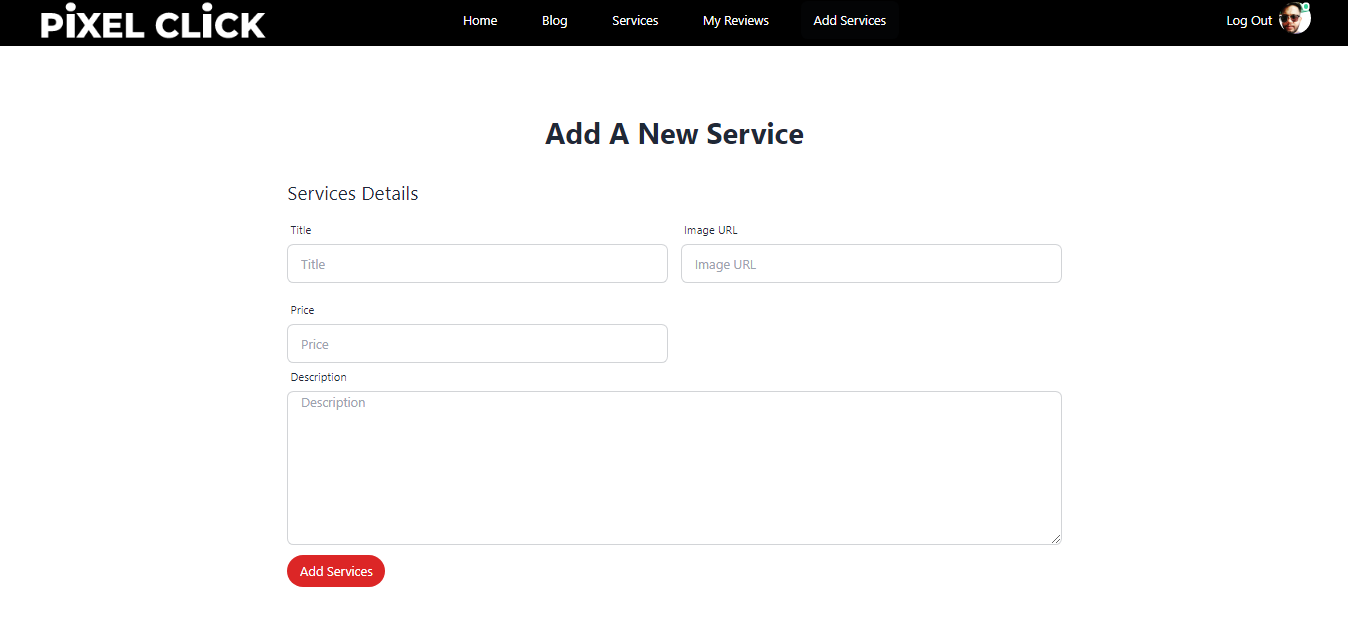 PiXEL CLiCK
Home Blog Services My Reviews Add Services Log Out
Add A New Service
Services Details
Title Image URL
Title Image URL
Price
Price
Description
Description
Add Services